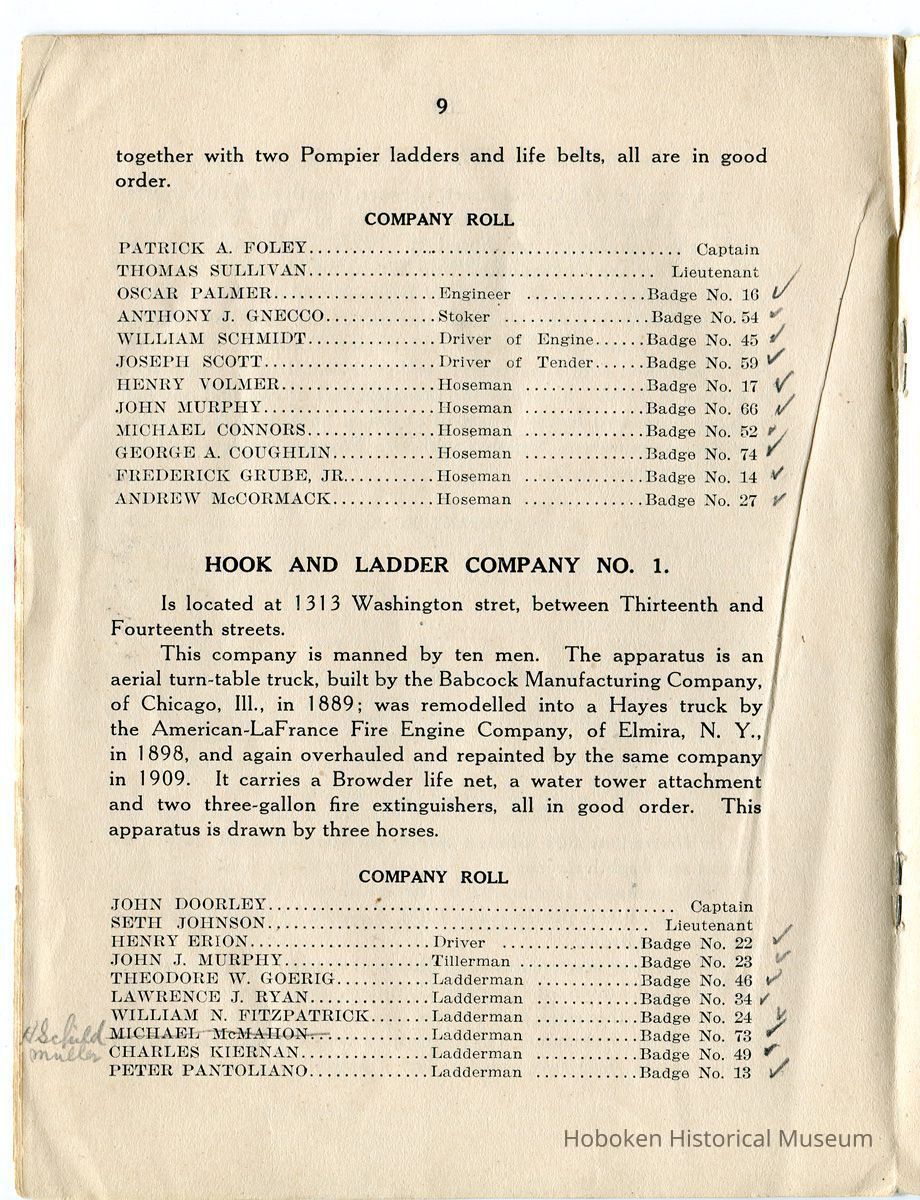 9
together with two Pompier ladders and life belts, all are in good
order.
COMPANY ROLL
PATRICK A. FOLEY........................................... Captain
THOMAS SULLIVAN........................................ Lieutenant
OSCAR PALMER...................Engineer ..............Badge No. 16 ✓
ANTHONY J. GNECCO.............Stoker .................Badge No. 54 ✓
WILLIAM SCHMIDT...............Driver of Engine......Badge No. 45 ✓
JOSEPH SCOTT....................Driver of Tender......Badge No. 59 ✓
HENRY VOLMER..................Hoseman ..............Badge No. 17 ✓
JOHN MURPHY....................Hoseman ..............Badge No. 66 ✓
MICHAEL CONNORS...............Hoseman ..............Badge No. 52 ✓
GEORGE A. COUGHLIN............Hoseman ..............Badge No. 74 ✓
FREDERICK GRUBE, JR...........Hoseman ..............Badge No. 14 ✓
ANDREW McCORMACK............Hoseman ..............Badge No. 27 ✓
HOOK AND LADDER COMPANY NO. 1.
Is located at 1313 Washington stret, between Thirteenth and
Fourteenth streets.
This company is manned by ten men. The apparatus is an
aerial turn-table truck, built by the Babcock Manufacturing Company,
of Chicago, Ill., in 1889; was remodelled into a Hayes truck by
the American-LaFrance Fire Engine Company, of Elmira, N. Y.,
in 1898, and again overhauled and repainted by the same company
in 1909. It carries a Browder life net, a water tower attachment
and two three-gallon fire extinguishers, all in good order. This
apparatus is drawn by three horses.
COMPANY ROLL
JOHN DOORLEY............................................... Captain
SETH JOHNSON............................................ Lieutenant
HENRY ERION.....................Driver ................Badge No. 22 ✓
JOHN J. MURPHY.................Tillerman ............Badge No. 23 ✓
THEODORE W. GOERIG...........Ladderman ............Badge No. 46 ✓
LAWRENCE J. RYAN..............Ladderman ............Badge No. 34 ✓
WILLIAM N. FITZPATRICK.......Ladderman ............Badge No. 24 ✓
H Schild
MICHAEL McMAHON.............Ladderman ............Badge No. 73 ✓
müller
CHARLES KIERNAN...............Ladderman ............Badge No. 49 ✓
PETER PANTOLIANO..............Ladderman ............Badge No. 13 ✓
Hoboken Historical Museum